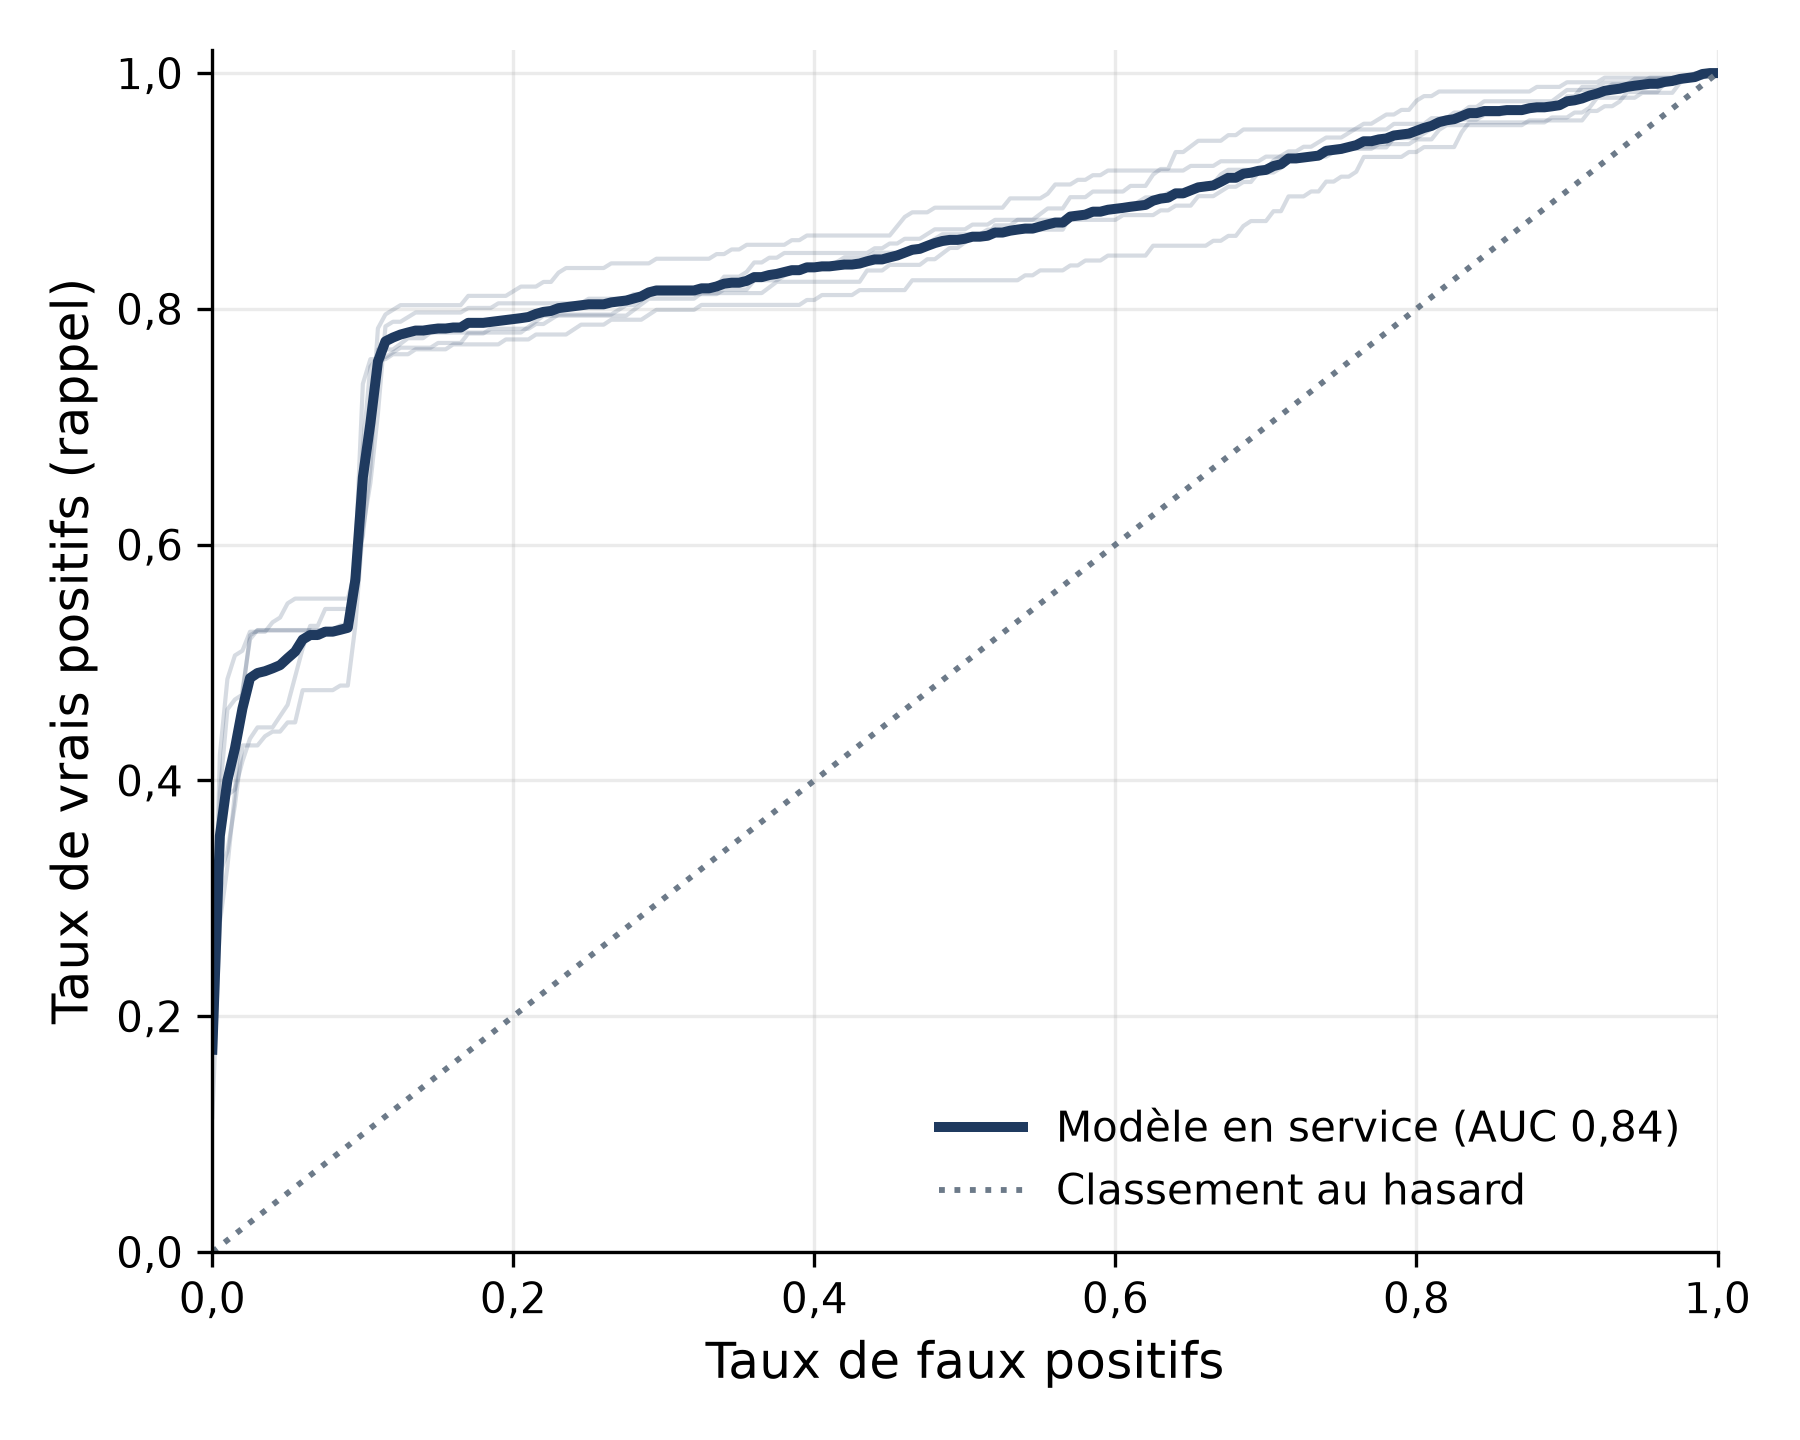 Taux de vrais positifs (rappel)
1,0
0,8
0,6
0,4
0,2
0,0
0,0 0,2 0,4 0,6 0,8 1,0
Taux de faux positifs
Modèle en service (AUC 0,84)
Classement au hasard